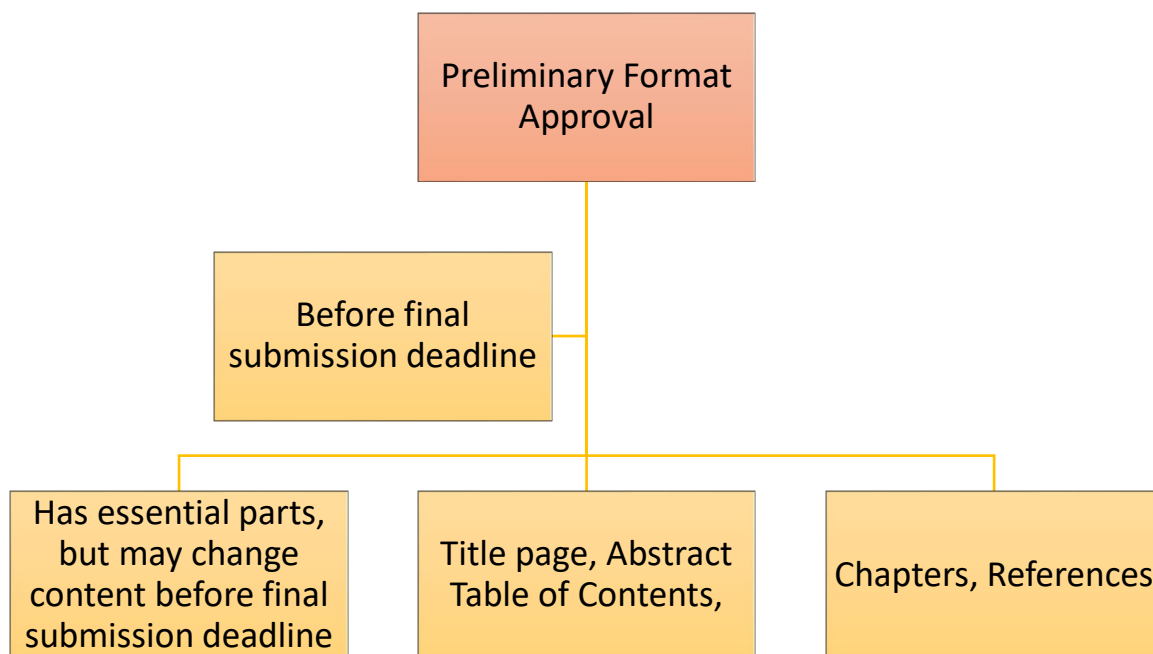 Preliminary Format
Approval
Before final
submission deadline
Has essential parts,
but may change
content before final
submission deadline
Title page, Abstract
Table of Contents,
Chapters, References